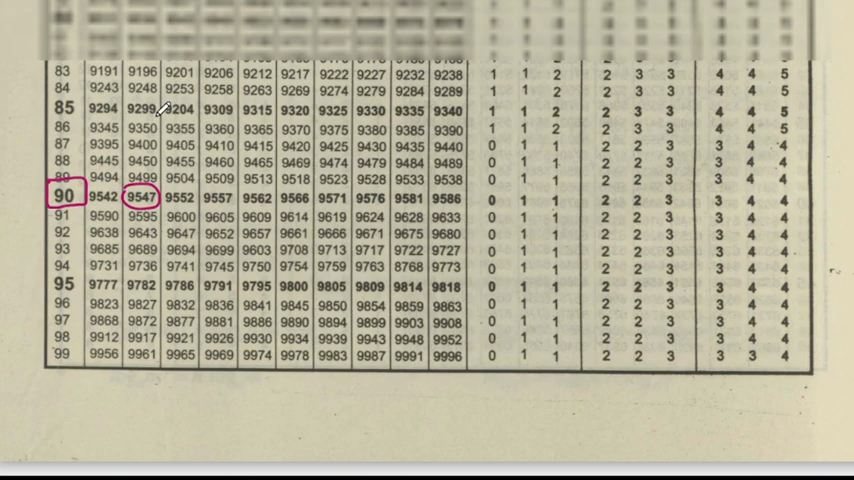 83 9191 9196 9201 9206 9212 9217 9222 9227 9232 9238 1 1 2 2 3 3 4 4 5
84 9243 9248 9253 9258 9263 9269 9274 9279 9284 9289 1 1 2 2 3 3 4 4 5
85 9294 9299 9204 9309 9315 9320 9325 9330 9335 9340 1 1 2 2 3 3 4 4 5
86 9345 9350 9355 9360 9365 9370 9375 9380 9385 9390 1 1 2 2 3 3 4 4 5
87 9395 9400 9405 9410 9415 9420 9425 9430 9435 9440 0 1 1 2 2 3 3 4 4
88 9445 9450 9455 9460 9465 9469 9474 9479 9484 9489 0 1 1 2 2 3 3 4 4
89 9494 9499 9504 9509 9513 9518 9523 9528 9533 9538 0 1 1 2 2 3 3 4 4
90 9542 9547 9552 9557 9562 9566 9571 9576 9581 9586 0 1 1 2 2 3 3 4 4
91 9590 9595 9600 9605 9609 9614 9619 9624 9628 9633 0 1 1 2 2 3 3 4 4
92 9638 9643 9647 9652 9657 9661 9666 9671 9675 9680 0 1 1 2 2 3 3 4 4
93 9685 9689 9694 9699 9603 9708 9713 9717 9722 9727 0 1 1 2 2 3 3 4 4
94 9731 9736 9741 9745 9750 9754 9759 9763 8768 9773 0 1 1 2 2 3 3 4 4
95 9777 9782 9786 9791 9795 9800 9805 9809 9814 9818 0 1 1 2 2 3 3 4 4
96 9823 9827 9832 9836 9841 9845 9850 9854 9859 9863 0 1 1 2 2 3 3 4 4
97 9868 9872 9877 9881 9886 9890 9894 9899 9903 9908 0 1 1 2 2 3 3 4 4
98 9912 9917 9921 9926 9930 9934 9939 9943 9948 9952 0 1 1 2 2 3 3 4 4
99 9956 9961 9965 9969 9974 9978 9983 9987 9991 9996 0 1 1 2 2 3 3 3 4